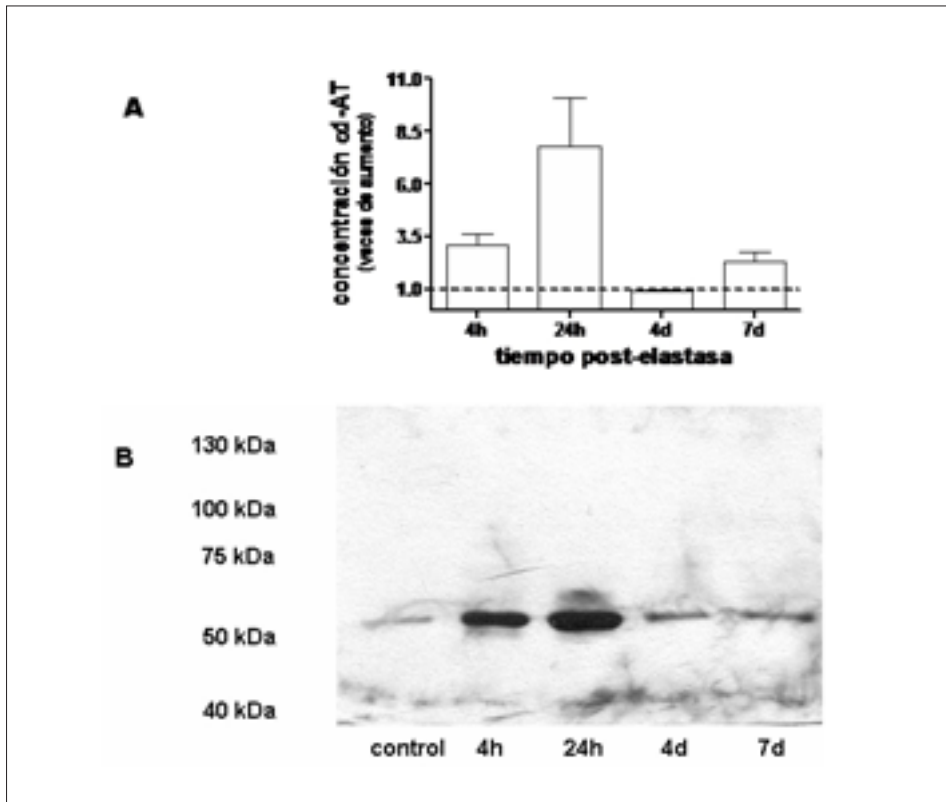 A
concentración αd-AT
(veces de aumento)
11.0
8.5
6.0
3.5
1.0
4h 24h 4d 7d
tiempo post-elastasa
B
130 kDa
100 kDa
75 kDa
50 kDa
40 kDa
control 4h 24h 4d 7d